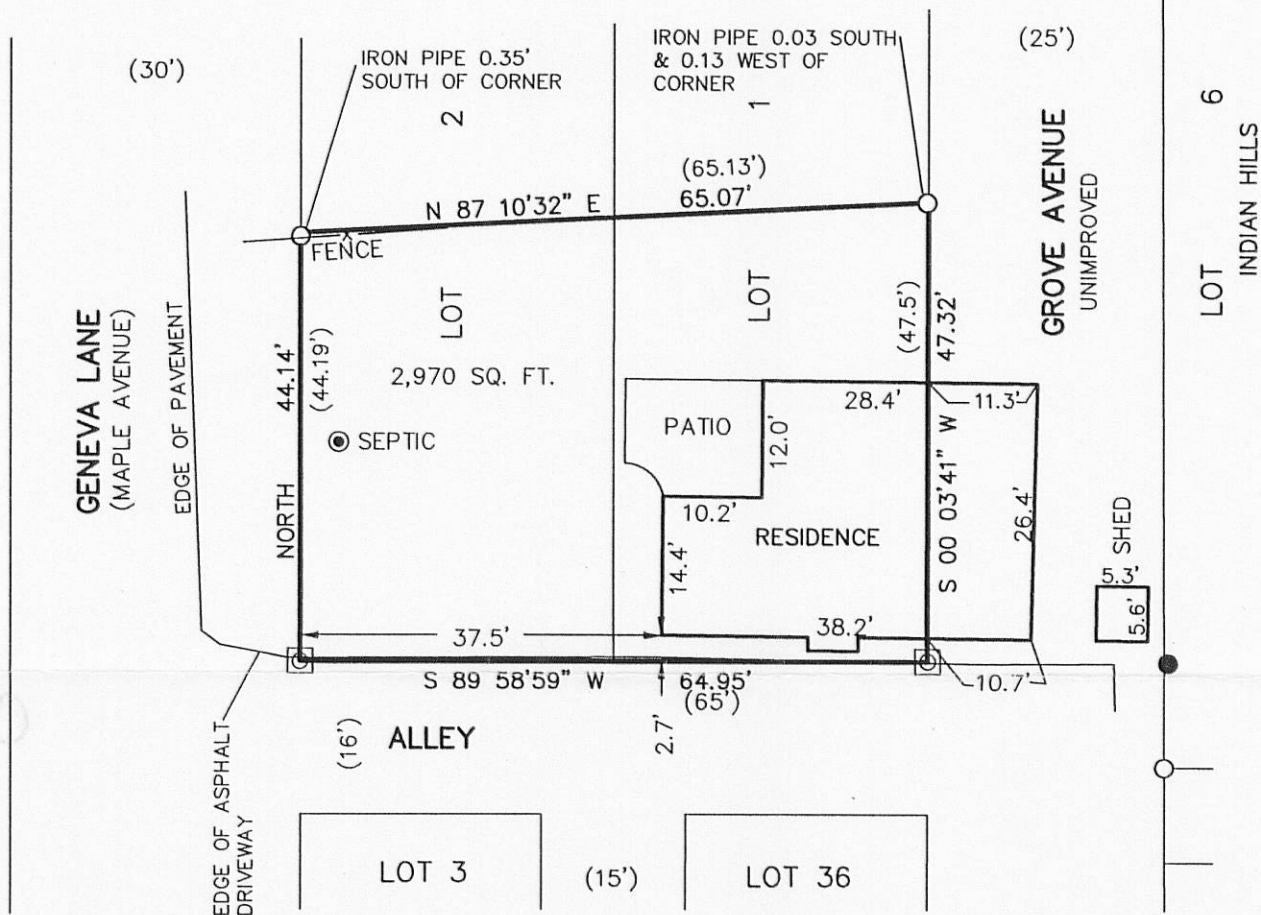 (30')
IRON PIPE 0.35'
SOUTH OF CORNER
2
IRON PIPE 0.03 SOUTH
& 0.13 WEST OF
CORNER
1
(25')
LOT 6
INDIAN HILLS
GROVE AVENUE
UNIMPROVED
(65.13')
N 87 10'32" E 65.07'
FENCE
GENEVA LANE
(MAPLE AVENUE)
EDGE OF PAVEMENT
NORTH 44.14'
(44.19')
LOT
LOT
2,970 SQ. FT.
SEPTIC
(47.5')
S 00 03'41" W 47.32'
PATIO
28.4'
11.3'
12.0'
10.2'
RESIDENCE
14.4'
26.4'
SHED
5.3'
5.6'
37.5'
38.2'
S 89 58'59" W 64.95'
(65')
10.7'
2.7'
(16')
ALLEY
EDGE OF ASPHALT
DRIVEWAY
LOT 3
(15')
LOT 36